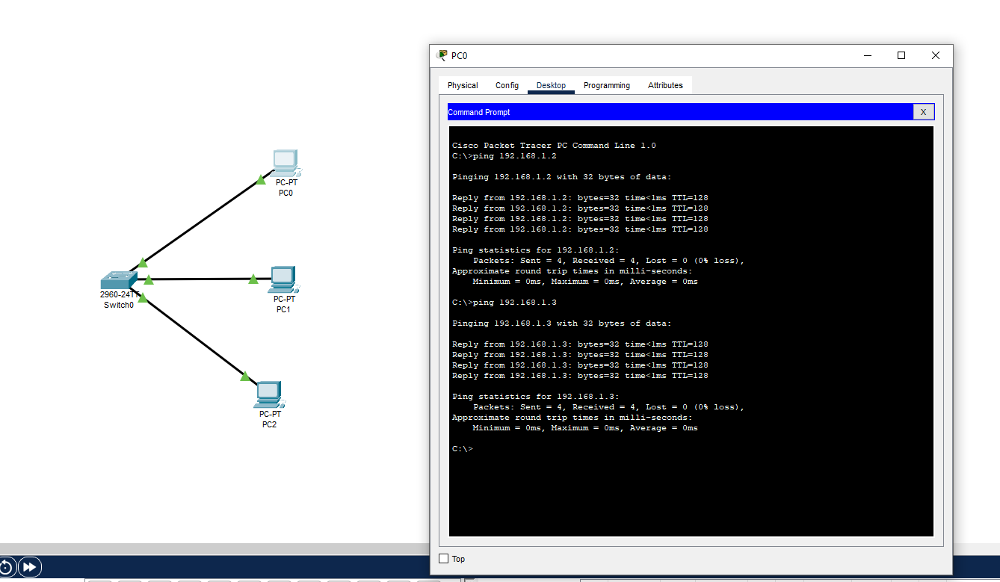 PC0
Physical Config Desktop Programming Attributes
Command Prompt
X
Cisco Packet Tracer PC Command Line 1.0
C:\>ping 192.168.1.2
Pinging 192.168.1.2 with 32 bytes of data:
Reply from 192.168.1.2: bytes=32 time<1ms TTL=128
Reply from 192.168.1.2: bytes=32 time<1ms TTL=128
Reply from 192.168.1.2: bytes=32 time<1ms TTL=128
Reply from 192.168.1.2: bytes=32 time<1ms TTL=128
Ping statistics for 192.168.1.2:
Packets: Sent = 4, Received = 4, Lost = 0 (0% loss),
Approximate round trip times in milli-seconds:
Minimum = 0ms, Maximum = 0ms, Average = 0ms
C:\>ping 192.168.1.3
Pinging 192.168.1.3 with 32 bytes of data:
Reply from 192.168.1.3: bytes=32 time<1ms TTL=128
Reply from 192.168.1.3: bytes=32 time<1ms TTL=128
Reply from 192.168.1.3: bytes=32 time<1ms TTL=128
Reply from 192.168.1.3: bytes=32 time<1ms TTL=128
Ping statistics for 192.168.1.3:
Packets: Sent = 4, Received = 4, Lost = 0 (0% loss),
Approximate round trip times in milli-seconds:
Minimum = 0ms, Maximum = 0ms, Average = 0ms
C:\>
Top
PC-PT
PC0
2960-24TT
Switch0
PC-PT
PC1
PC-PT
PC2